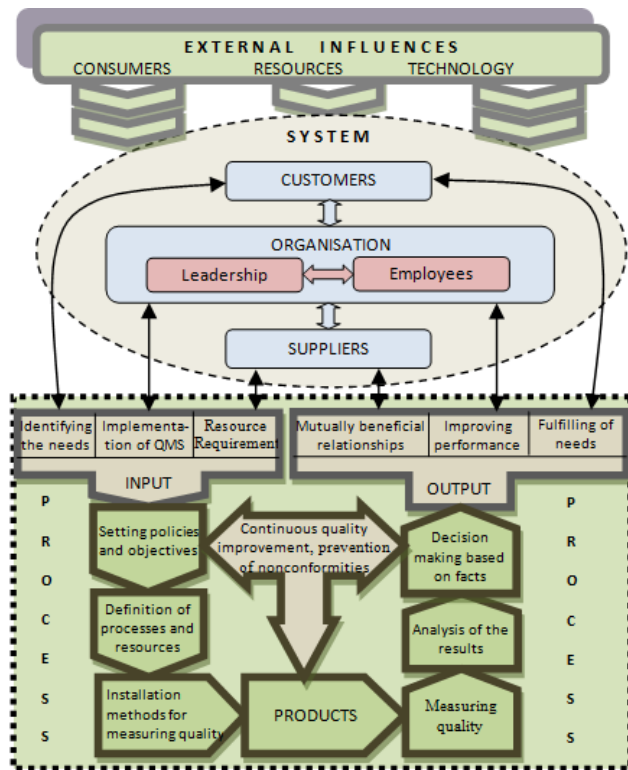 EXTERNAL INFLUENCES
CONSUMERS RESOURCES TECHNOLOGY
SYSTEM
CUSTOMERS
ORGANISATION
Leadership Employees
SUPPLIERS
Identifying
the needs
Implementa-
tion of QMS
Resource
Requirement
Mutually beneficial
relationships
Improving
performance
Fulfilling of
needs
INPUT
OUTPUT
PROCESS
Setting policies
and objectives
Continuous quality
improvement, prevention
of nonconformities
Decision
making based
on facts
PROCESS
Definition of
processes and
resources
Analysis of the
results
Installation
methods for
measuring quality
PRODUCTS
Measuring
quality